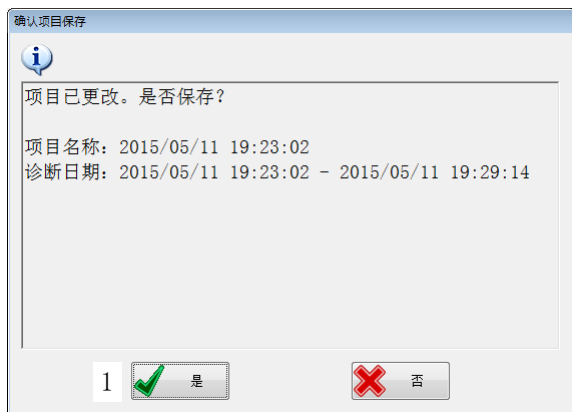 确认项目保存
项目已更改。是否保存?
项目名称: 2015/05/11 19:23:02
诊断日期: 2015/05/11 19:23:02 - 2015/05/11 19:29:14
1 是 否